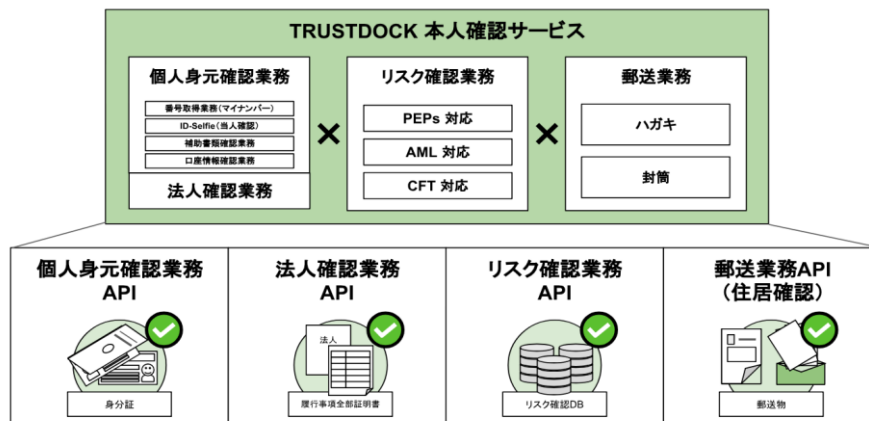 TRUSTDOCK 本人確認サービス
個人身元確認業務
番号取得業務(マイナンバー)
ID-Selfie(当人確認)
補助書類確認業務
口座情報確認業務
法人確認業務
×
リスク確認業務
PEPs 対応
AML 対応
CFT 対応
×
郵送業務
ハガキ
封筒
個人身元確認業務
API
身分証
法人確認業務
API
法人
履行事項全部証明書
リスク確認業務
API
リスク確認DB
郵送業務API
(住居確認)
郵送物